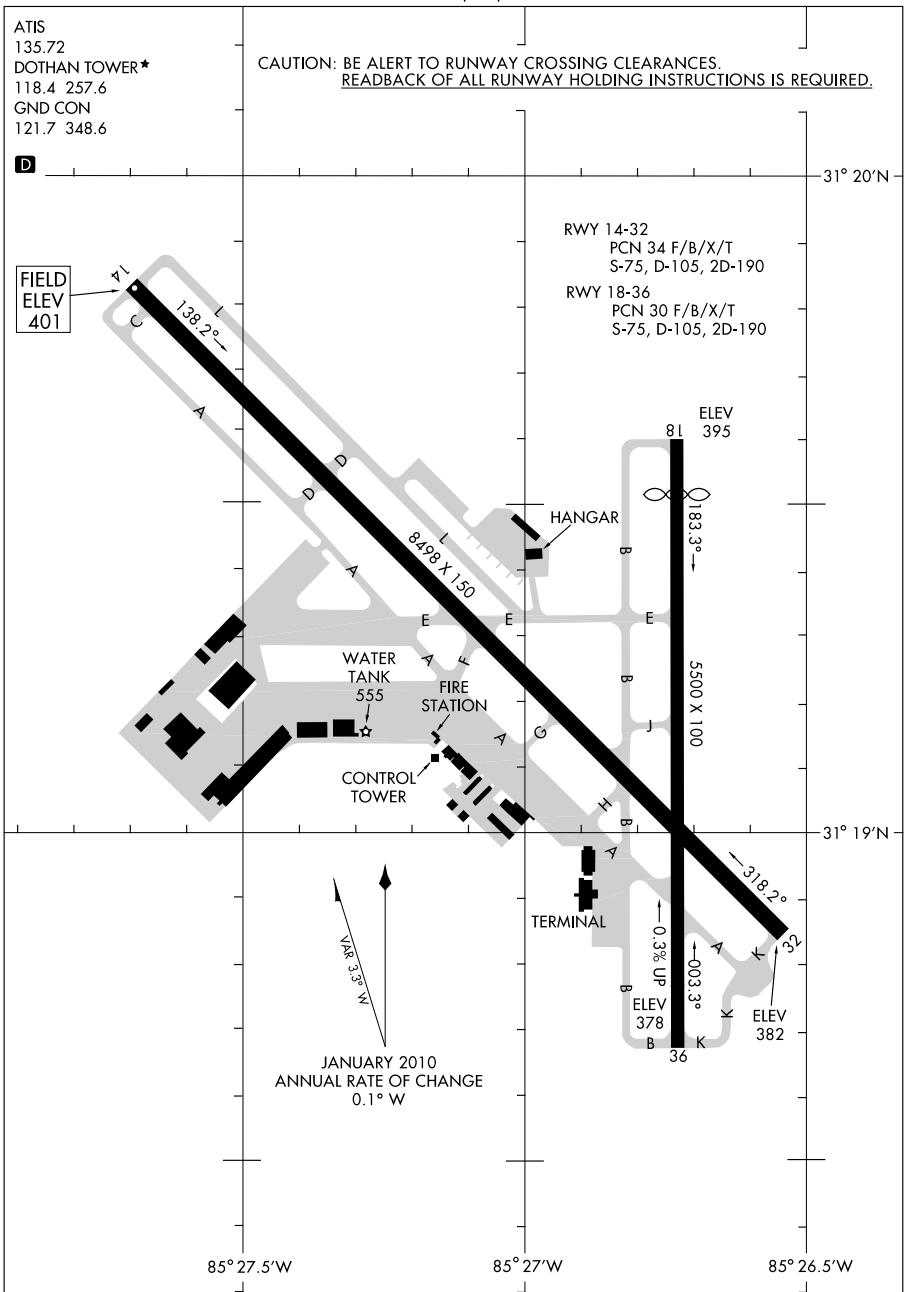 ATIS
135.72
DOTHAN TOWER★
118.4 257.6
GND CON
121.7 348.6
D
CAUTION: BE ALERT TO RUNWAY CROSSING CLEARANCES.
READBACK OF ALL RUNWAY HOLDING INSTRUCTIONS IS REQUIRED.
31° 20'N
RWY 14-32
PCN 34 F/B/X/T
S-75, D-105, 2D-190
RWY 18-36
PCN 30 F/B/X/T
S-75, D-105, 2D-190
FIELD
ELEV
401
14
C
138.2°
L
A
D
D
L
A
8498 X 150
HANGAR
18
ELEV
395
183.3°
B
E
E
E
A
F
B
5500 X 100
WATER
TANK
555
FIRE
STATION
A
G
J
CONTROL
TOWER
H
B
A
31° 19'N
318.2°
TERMINAL
0.3% UP
003.3°
A
K
32
B
K
ELEV
378
ELEV
382
B
K
36
VAR 3.3° W
JANUARY 2010
ANNUAL RATE OF CHANGE
0.1° W
85° 27.5'W
85° 27'W
85° 26.5'W